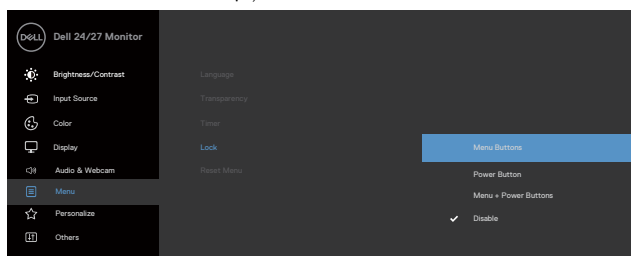 DELL
Dell 24/27 Monitor
Brightness/Contrast
Input Source
Color
Display
Audio & Webcam
Menu
Personalize
Others
Language
Transparency
Timer
Lock
Reset Menu
Menu Buttons
Power Button
Menu + Power Buttons
Disable